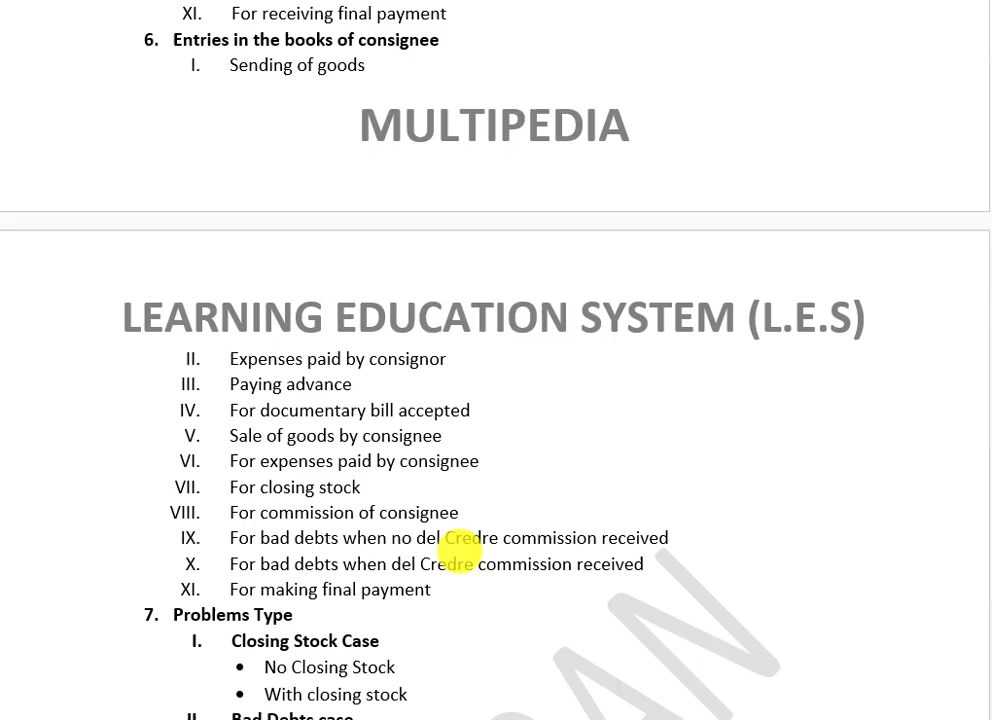 XI. For receiving final payment
6. Entries in the books of consignee
I. Sending of goods
MULTIPEDIA
LEARNING EDUCATION SYSTEM (L.E.S)
II. Expenses paid by consignor
III. Paying advance
IV. For documentary bill accepted
V. Sale of goods by consignee
VI. For expenses paid by consignee
VII. For closing stock
VIII. For commission of consignee
IX. For bad debts when no del Credre commission received
X. For bad debts when del Credre commission received
XI. For making final payment
7. Problems Type
I. Closing Stock Case
• No Closing Stock
• With closing stock
II. Bad Debts case